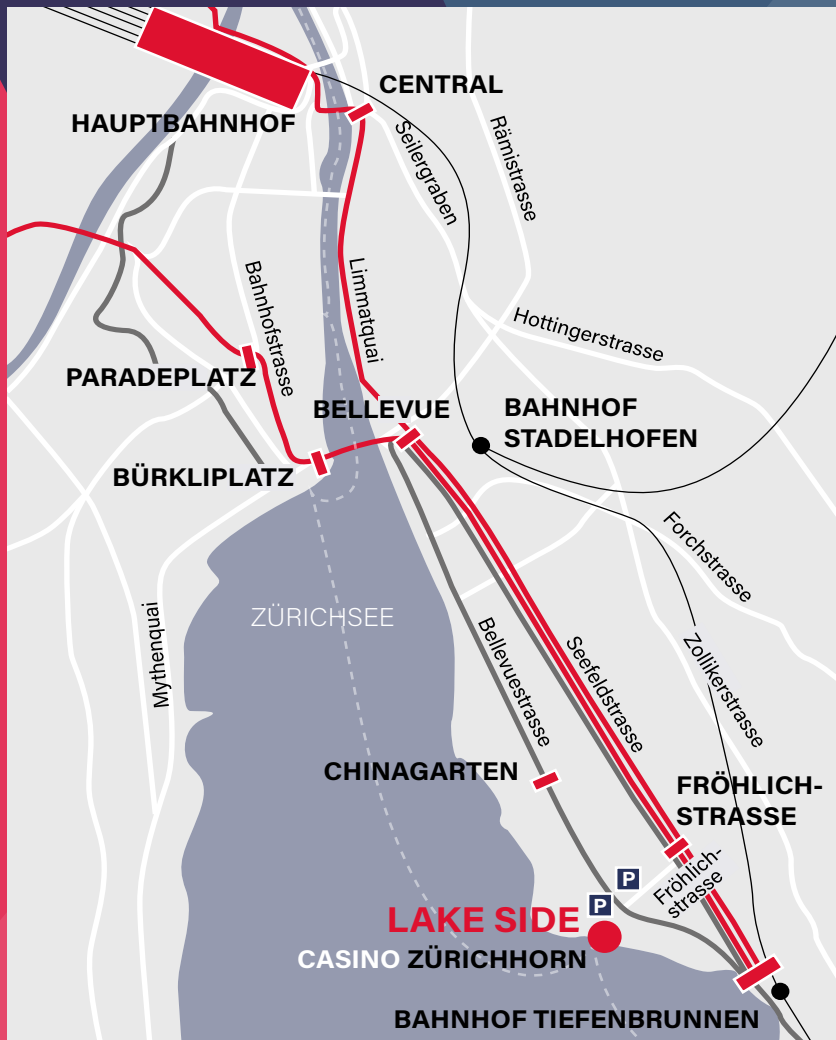 CENTRAL
HAUPTBAHNHOF
Seilergraben
Rämistrasse
Bahnhofstrasse
Limmatquai
Hottingerstrasse
PARADEPLATZ
BELLEVUE
BAHNHOF
STADELHOFEN
BÜRKLIPLATZ
Forchstrasse
ZÜRICHSEE
Mythenquai
Bellevuestrasse
Seefeldstrasse
Zollikerstrasse
CHINAGARTEN
FRÖHLICH-
STRASSE
Fröhlich-
strasse
P
P
LAKE SIDE
CASINO ZÜRICHHORN
BAHNHOF TIEFENBRUNNEN